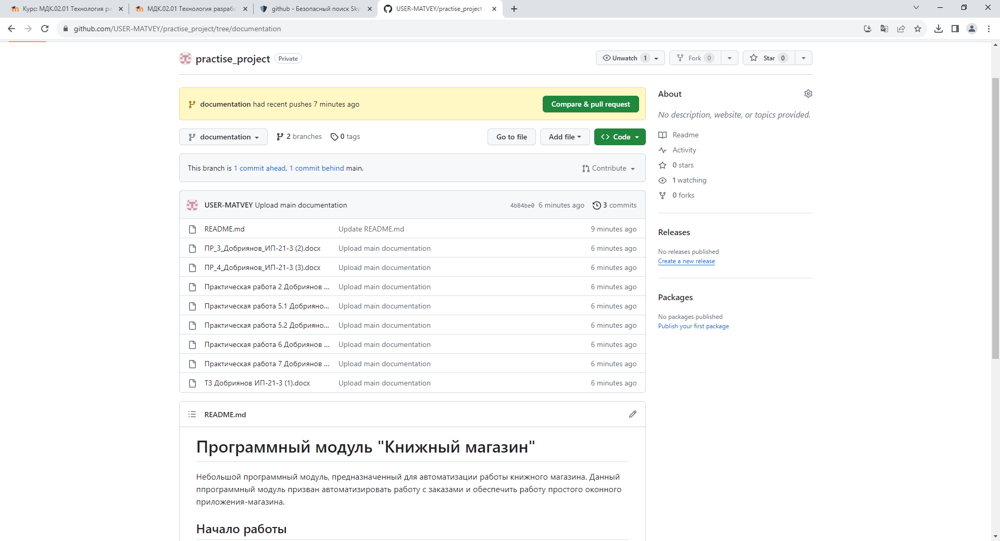 Курс: МДК.02.01 Технология ра
МДК.02.01 Технология разрабо
github - Безопасный поиск Sky
USER-MATVEY/practise_project
github.com/USER-MATVEY/practise_project/tree/documentation
practise_project Private
Unwatch 1
Fork 0
Star 0
documentation had recent pushes 7 minutes ago
Compare & pull request
documentation
2 branches
0 tags
Go to file
Add file
Code
This branch is 1 commit ahead, 1 commit behind main.
Contribute
USER-MATVEY Upload main documentation 4b84be0 6 minutes ago 3 commits
README.md Update README.md 9 minutes ago
ПР_3_Добриянов_ИП-21-3 (2).docx Upload main documentation 6 minutes ago
ПР_4_Добриянов_ИП-21-3 (3).docx Upload main documentation 6 minutes ago
Практическая работа 2 Добриянов ... Upload main documentation 6 minutes ago
Практическая работа 5.1 Добрияно... Upload main documentation 6 minutes ago
Практическая работа 5.2 Добрияно... Upload main documentation 6 minutes ago
Практическая работа 6 Добриянов ... Upload main documentation 6 minutes ago
Практическая работа 7 Добриянов ... Upload main documentation 6 minutes ago
ТЗ Добриянов ИП-21-3 (1).docx Upload main documentation 6 minutes ago
README.md
Программный модуль "Книжный магазин"
Небольшой программный модуль, предназначенный для автоматизации работы книжного магазина. Данный
ппрограммный модуль призван автоматизировать работу с заказами и обеспечить работу простого оконного
приложения-магазина.
Начало работы
About
No description, website, or topics provided.
Readme
Activity
0 stars
1 watching
0 forks
Releases
No releases published
Create a new release
Packages
No packages published
Publish your first package